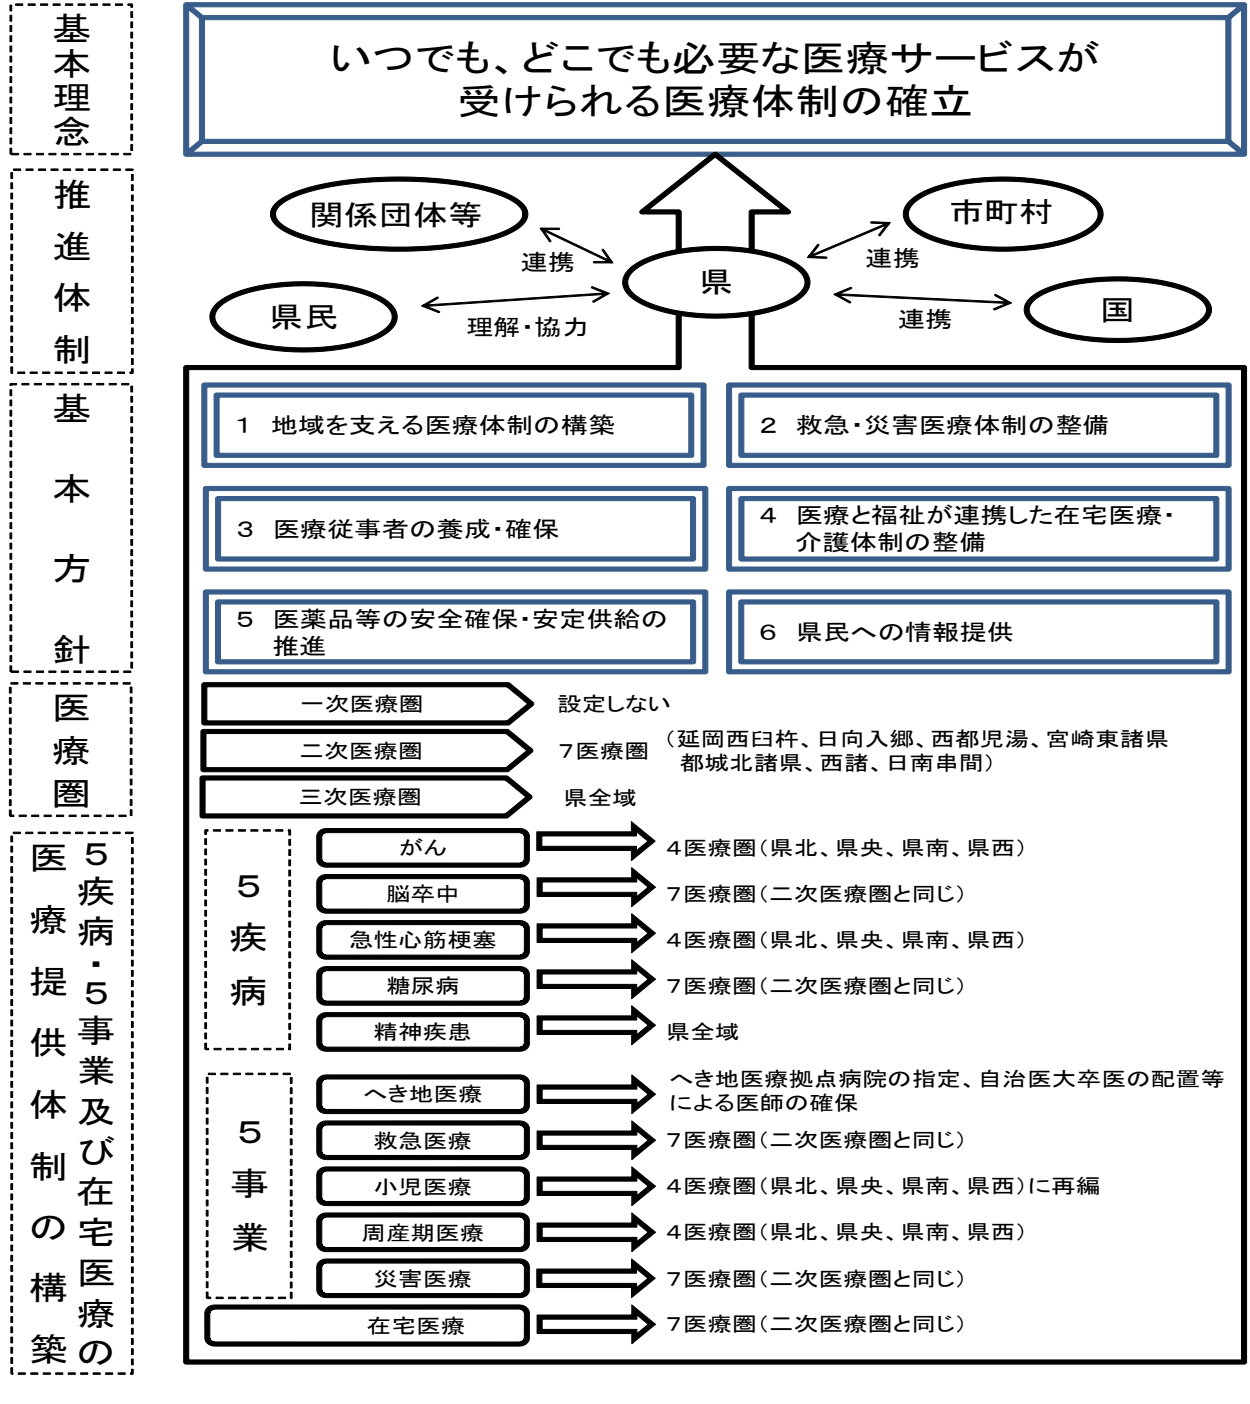 基本理念
いつでも、どこでも必要な医療サービスが
受けられる医療体制の確立
推進体制
関係団体等
市町村
連携
連携
県
県民
国
理解・協力
連携
基本方針
1 地域を支える医療体制の構築
2 救急・災害医療体制の整備
3 医療従事者の養成・確保
4 医療と福祉が連携した在宅医療・
介護体制の整備
5 医薬品等の安全確保・安定供給の
推進
6 県民への情報提供
医療圏
一次医療圏
設定しない
二次医療圏
7医療圏
（延岡西臼杵、日向入郷、西都児湯、宮崎東諸県
都城北諸県、西諸、日南串間）
三次医療圏
県全域
5疾病・5事業及び在宅医療の
医療提供体制の構築
5疾病
がん
4医療圏（県北、県央、県南、県西）
脳卒中
7医療圏（二次医療圏と同じ）
急性心筋梗塞
4医療圏（県北、県央、県南、県西）
糖尿病
7医療圏（二次医療圏と同じ）
精神疾患
県全域
5事業
へき地医療
へき地医療拠点病院の指定、自治医大卒医の配置等
による医師の確保
救急医療
7医療圏（二次医療圏と同じ）
小児医療
4医療圏（県北、県央、県南、県西）に再編
周産期医療
4医療圏（県北、県央、県南、県西）
災害医療
7医療圏（二次医療圏と同じ）
在宅医療
7医療圏（二次医療圏と同じ）